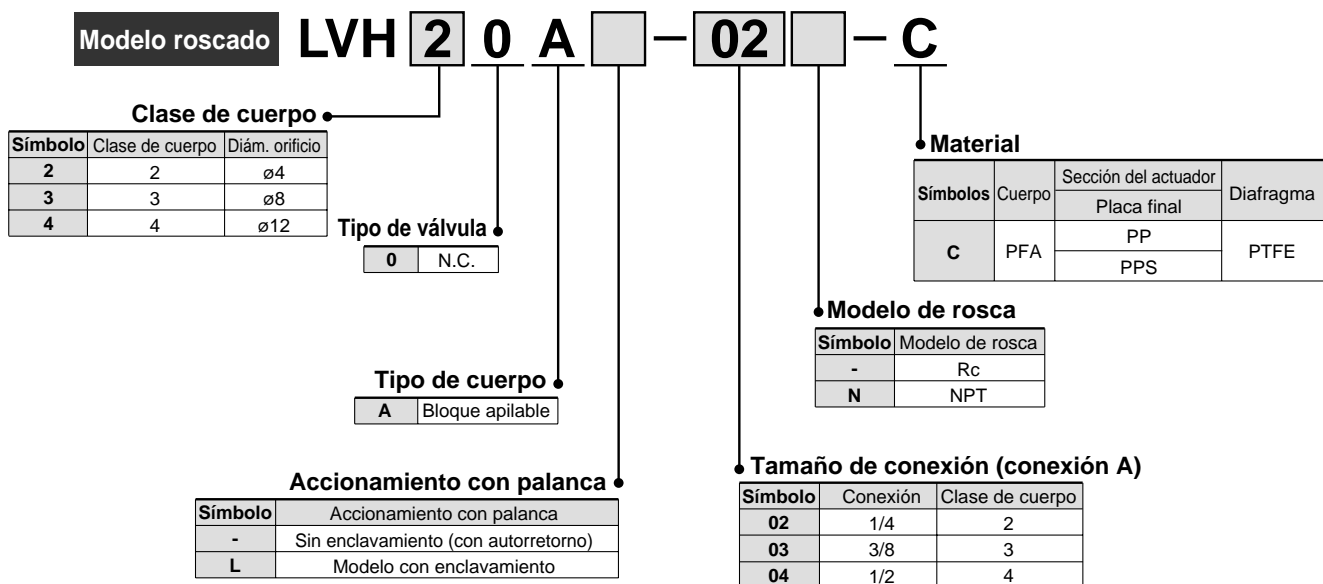 Modelo roscado LVH 2 0 A - 02 - C
Clase de cuerpo
Símbolo Clase de cuerpo Diám. orificio
2 2 ø4
3 3 ø8
4 4 ø12
Tipo de válvula
0 N.C.
Tipo de cuerpo
A Bloque apilable
Accionamiento con palanca
Símbolo Accionamiento con palanca
- Sin enclavamiento (con autorretorno)
L Modelo con enclavamiento
Material
Símbolos Cuerpo Sección del actuador Diafragma
Placa final
C PFA PP PTFE
PPS
Modelo de rosca
Símbolo Modelo de rosca
- Rc
N NPT
Tamaño de conexión (conexión A)
Símbolo Conexión Clase de cuerpo
02 1/4 2
03 3/8 3
04 1/2 4